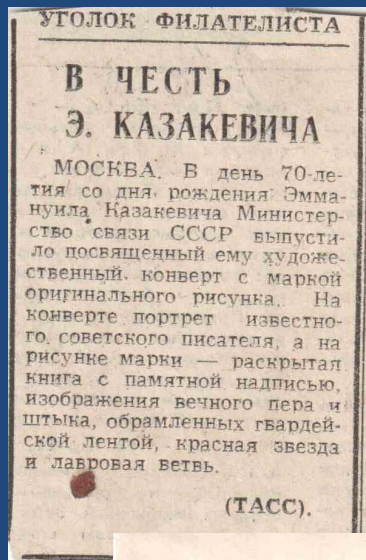 УГОЛОК ФИЛАТЕЛИСТА
В ЧЕСТЬ
Э. КАЗАКЕВИЧА
МОСКВА. В день 70-ле-
тия со дня рождения Эмма-
нуила Казакевича Министер-
ство связи СССР выпусти-
ло посвященный ему художе-
ственный конверт с маркой
оригинального рисунка. На
конверте портрет известно-
го советского писателя, а на
рисунке марки — раскрытая
книга с памятной надписью,
изображения вечного пера и
штыка, обрамленных гвардей-
ской лентой, красная звезда
и лавровая ветвь.
(ТАСС).